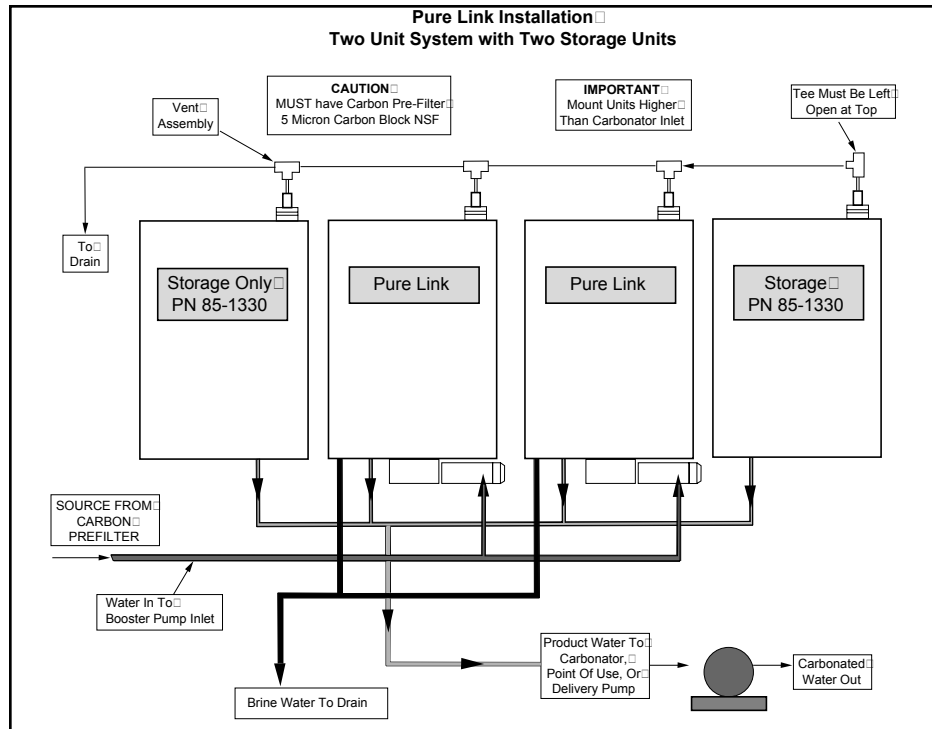 Pure Link Installation
Two Unit System with Two Storage Units
CAUTION
MUST have Carbon Pre-Filter
5 Micron Carbon Block NSF
IMPORTANT
Mount Units Higher
Than Carbonator Inlet
Tee Must Be Left
Open at Top
Vent
Assembly
To
Drain
Storage Only
PN 85-1330
Pure Link
Pure Link
Storage
PN 85-1330
SOURCE FROM
CARBON
PREFILTER
Water In To
Booster Pump Inlet
Product Water To
Carbonator,
Point Of Use, Or
Delivery Pump
Carbonated
Water Out
Brine Water To Drain